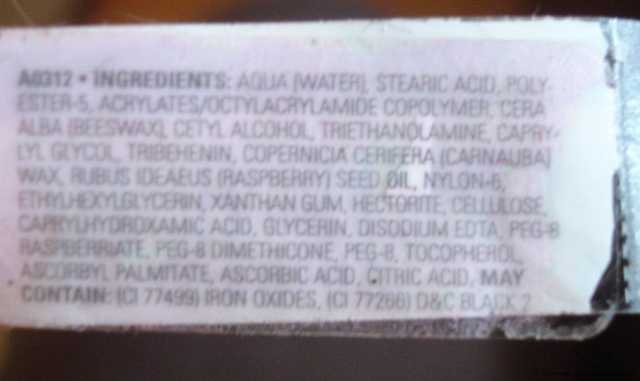 A0312 • INGREDIENTS: AQUA (WATER), STEARIC ACID, POLY-
ESTER-5, ACRYLATES/OCTYLACRYLAMIDE COPOLYMER, CERA
ALBA (BEESWAX), CETYL ALCOHOL, TRIETHANOLAMINE, CAPRY-
LYL GLYCOL, TRIBEHENIN, COPERNICIA CERIFERA (CARNAUBA)
WAX, RUBUS IDEAEUS (RASPBERRY) SEED OIL, NYLON-6,
ETHYLHEXYLGLYCERIN, XANTHAN GUM, HECTORITE, CELLULOSE,
CAPRYLHYDROXAMIC ACID, GLYCERIN, DISODIUM EDTA, PEG-8
RASPBERRIATE, PEG-8 DIMETHICONE, PEG-8, TOCOPHEROL,
ASCORBYL PALMITATE, ASCORBIC ACID, CITRIC ACID, MAY
CONTAIN: (CI 77499) IRON OXIDES, (CI 77266) D&C BLACK 2